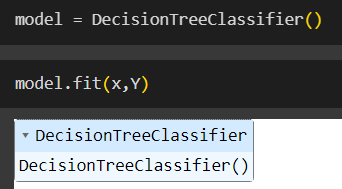 model = DecisionTreeClassifier()
model.fit(x,Y)
▾ DecisionTreeClassifier
DecisionTreeClassifier()